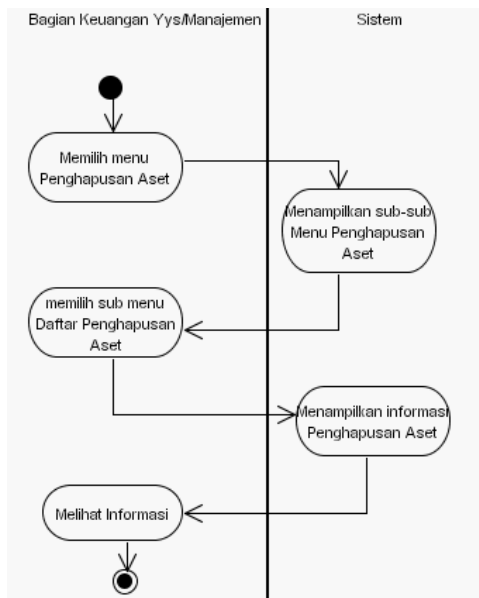 Bagian Keuangan Yys/Manajemen
Sistem
Memilih menu
Penghapusan Aset
Menampilkan sub-sub
Menu Penghapusan
Aset
memilih sub menu
Daftar Penghapusan
Aset
Menampilkan informasi
Penghapusan Aset
Melihat Informasi